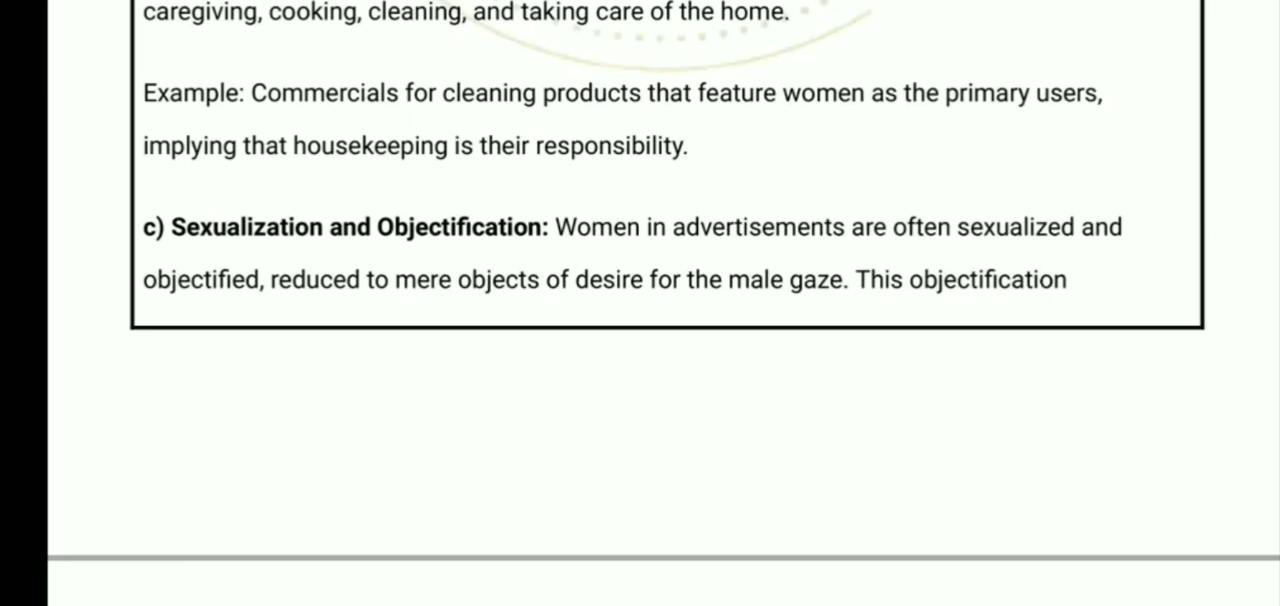 caregiving, cooking, cleaning, and taking care of the home.
Example: Commercials for cleaning products that feature women as the primary users,
implying that housekeeping is their responsibility.
c) Sexualization and Objectification: Women in advertisements are often sexualized and
objectified, reduced to mere objects of desire for the male gaze. This objectification